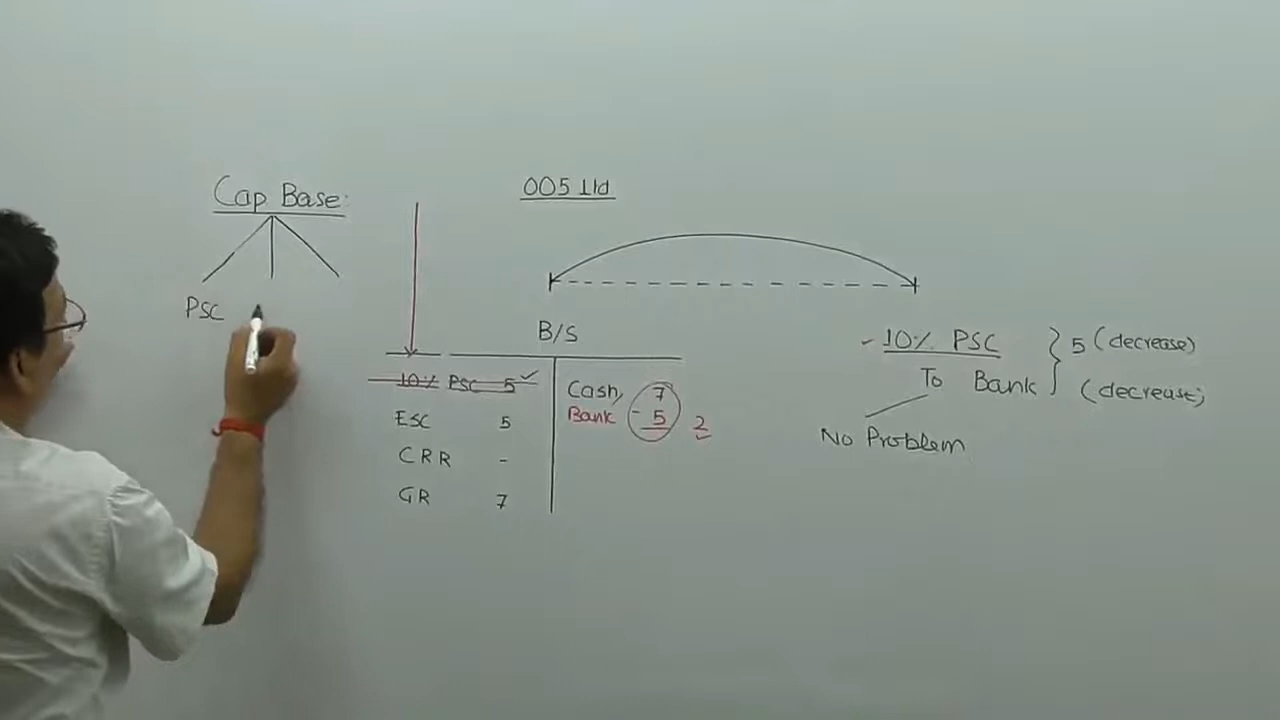 Cap Base:
PSC
005 Ltd
B/S
10% PSC 5 ✓
ESC 5
CRR -
GR 7
Cash, 7
Bank - 5 2
10% PSC } 5 (decrease)
To Bank (decrease)
No Problem